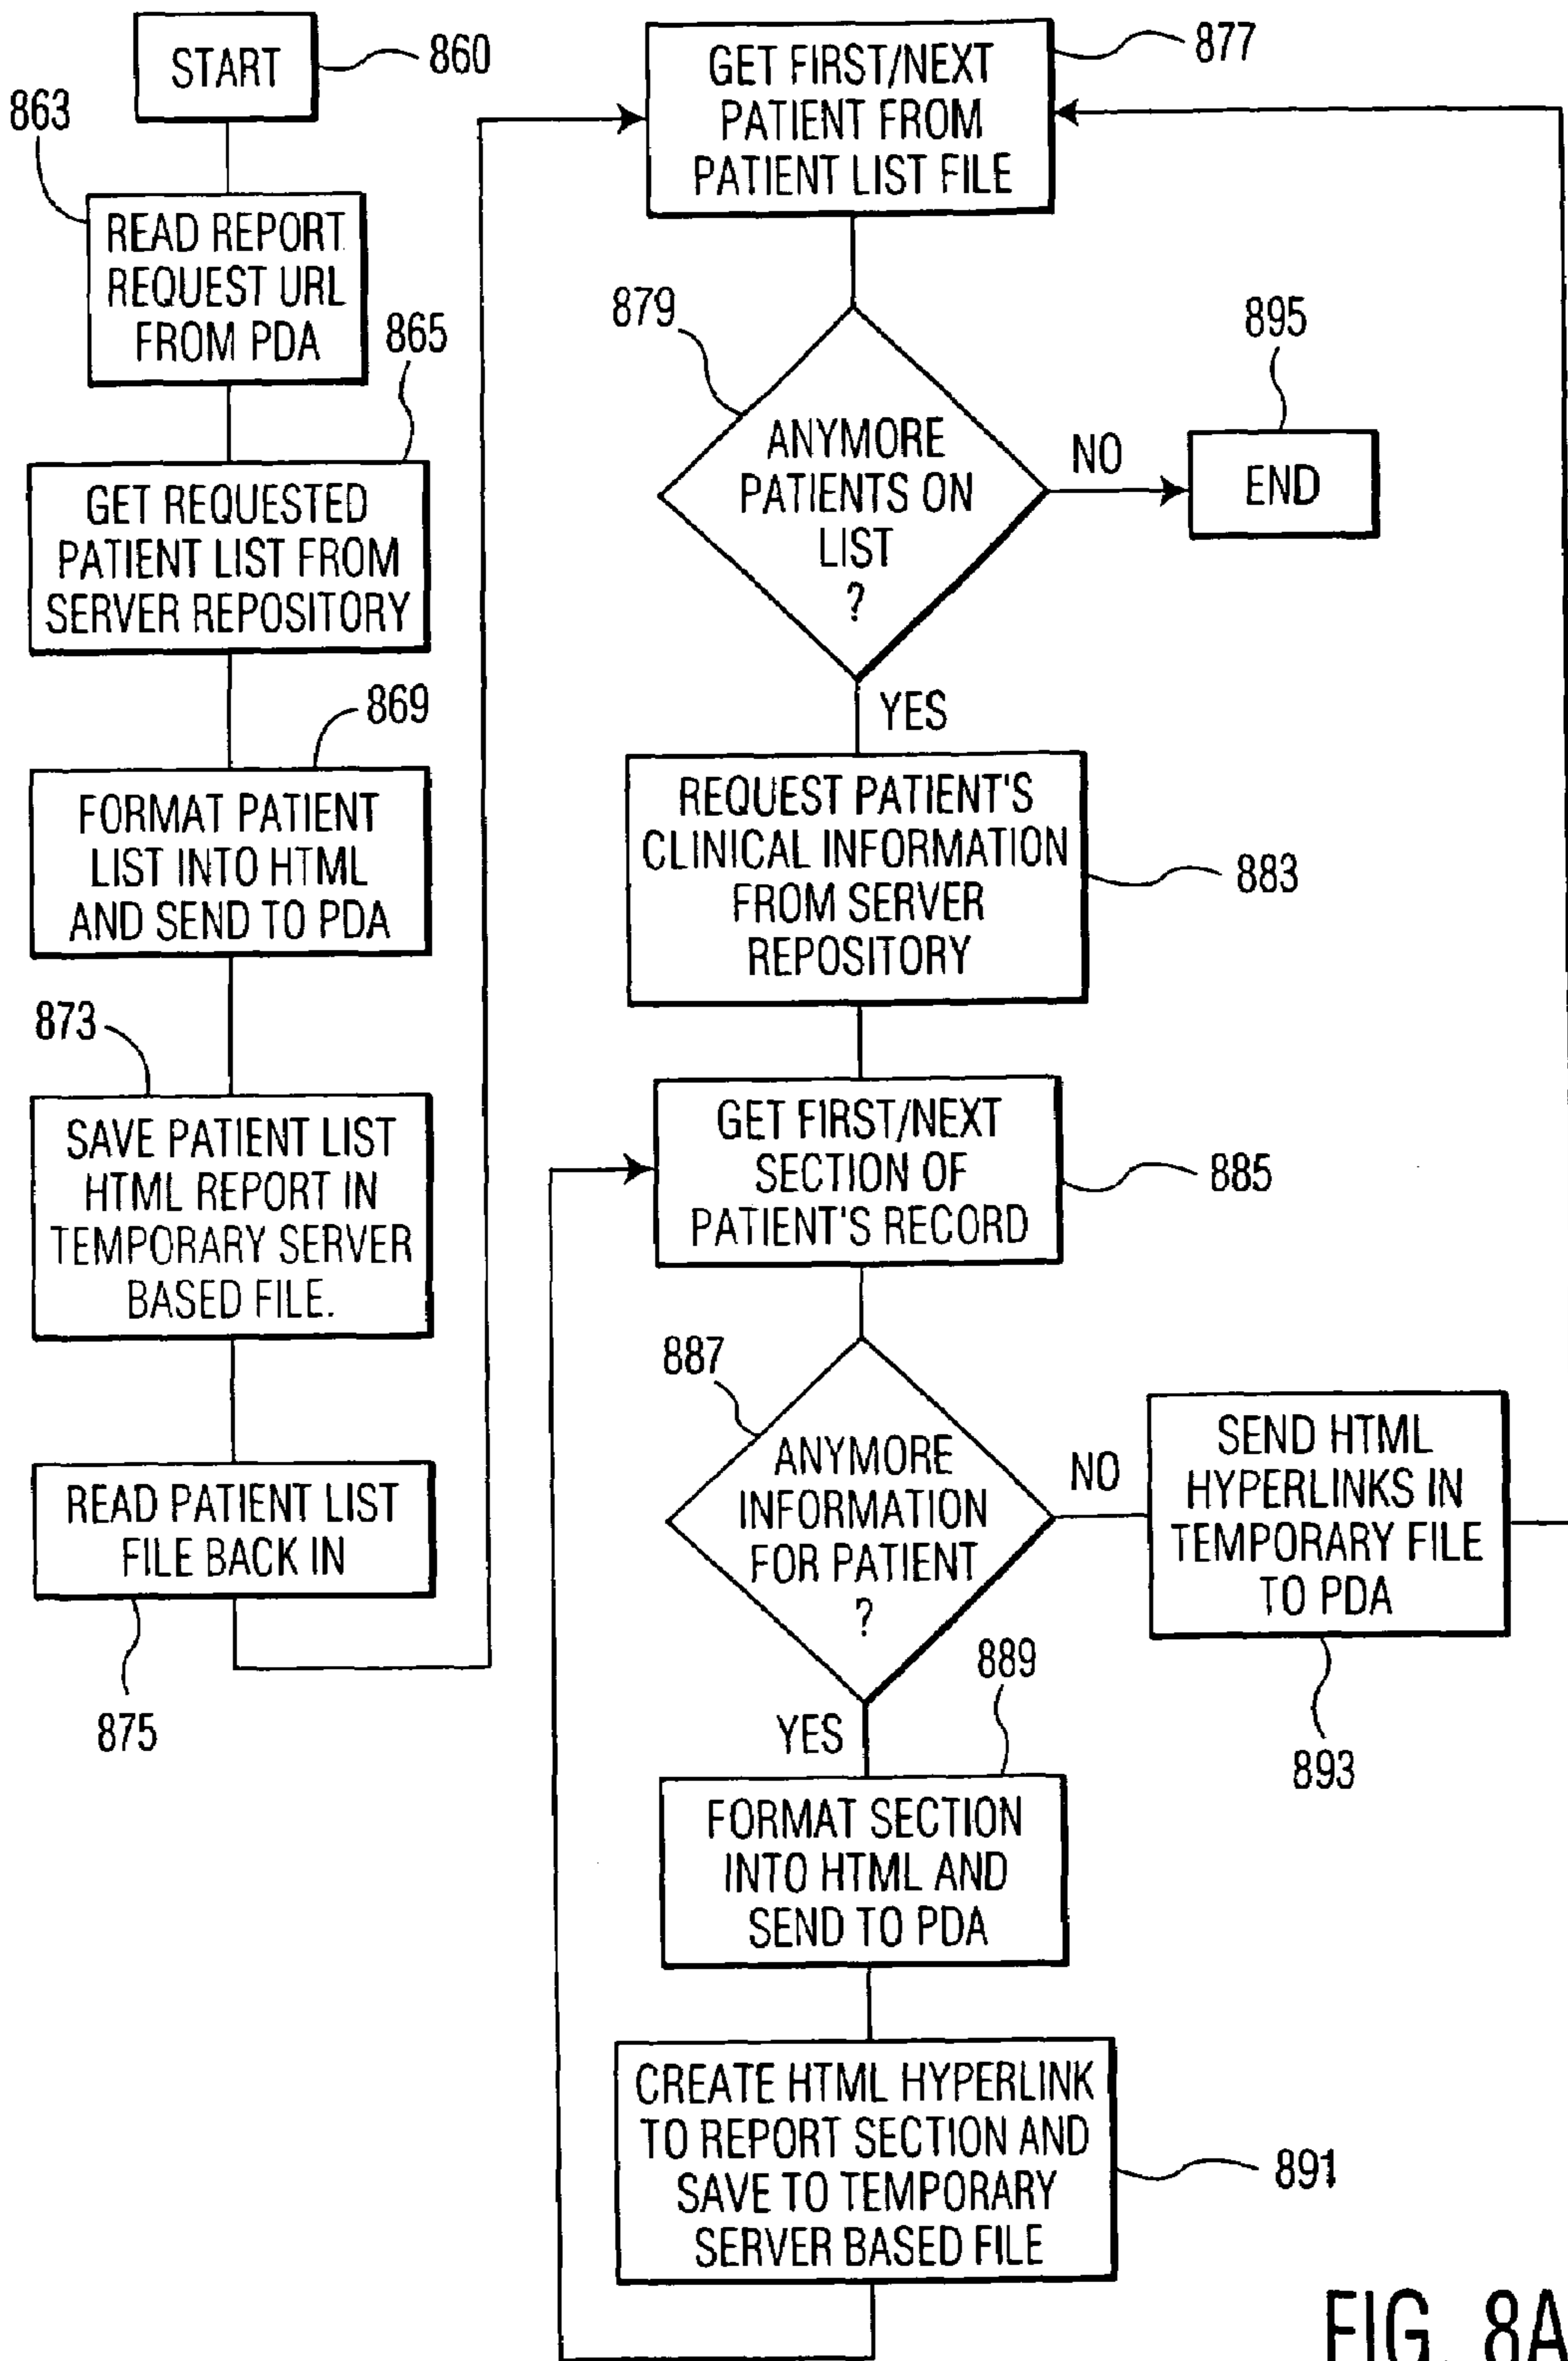 START
860
863
READ REPORT
REQUEST URL
FROM PDA
865
GET REQUESTED
PATIENT LIST FROM
SERVER REPOSITORY
869
FORMAT PATIENT
LIST INTO HTML
AND SEND TO PDA
873
SAVE PATIENT LIST
HTML REPORT IN
TEMPORARY SERVER
BASED FILE.
READ PATIENT LIST
FILE BACK IN
875
GET FIRST/NEXT
PATIENT FROM
PATIENT LIST FILE
877
879
ANYMORE
PATIENTS ON
LIST
?
NO
895
END
YES
REQUEST PATIENT'S
CLINICAL INFORMATION
FROM SERVER
REPOSITORY
883
GET FIRST/NEXT
SECTION OF
PATIENT'S RECORD
885
887
ANYMORE
INFORMATION
FOR PATIENT
?
NO
SEND HTML
HYPERLINKS IN
TEMPORARY FILE
TO PDA
893
YES
889
FORMAT SECTION
INTO HTML AND
SEND TO PDA
CREATE HTML HYPERLINK
TO REPORT SECTION AND
SAVE TO TEMPORARY
SERVER BASED FILE
891
FIG. 8A